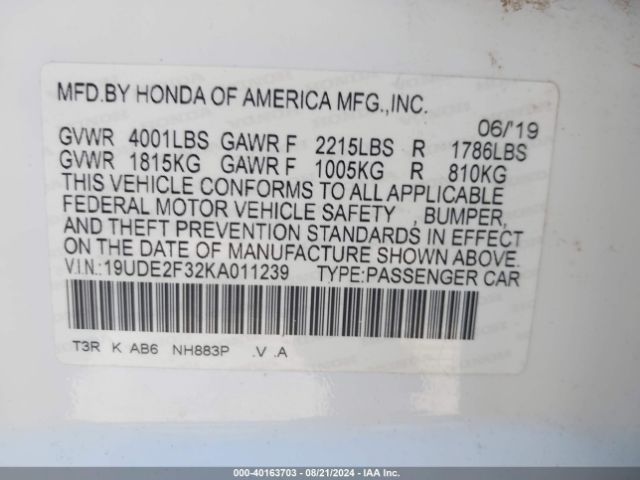 MFD.BY HONDA OF AMERICA MFG.,INC.
06/'19
GVWR 4001LBS GAWR F 2215LBS R 1786LBS
GVWR 1815KG GAWR F 1005KG R 810KG
THIS VEHICLE CONFORMS TO ALL APPLICABLE
FEDERAL MOTOR VEHICLE SAFETY , BUMPER,
AND THEFT PREVENTION STANDARDS IN EFFECT
ON THE DATE OF MANUFACTURE SHOWN ABOVE.
V.I.N.:19UDE2F32KA011239 TYPE:PASSENGER CAR
T3R K AB6 NH883P .V .A
000-40163703 - 08/21/2024 - IAA Inc.